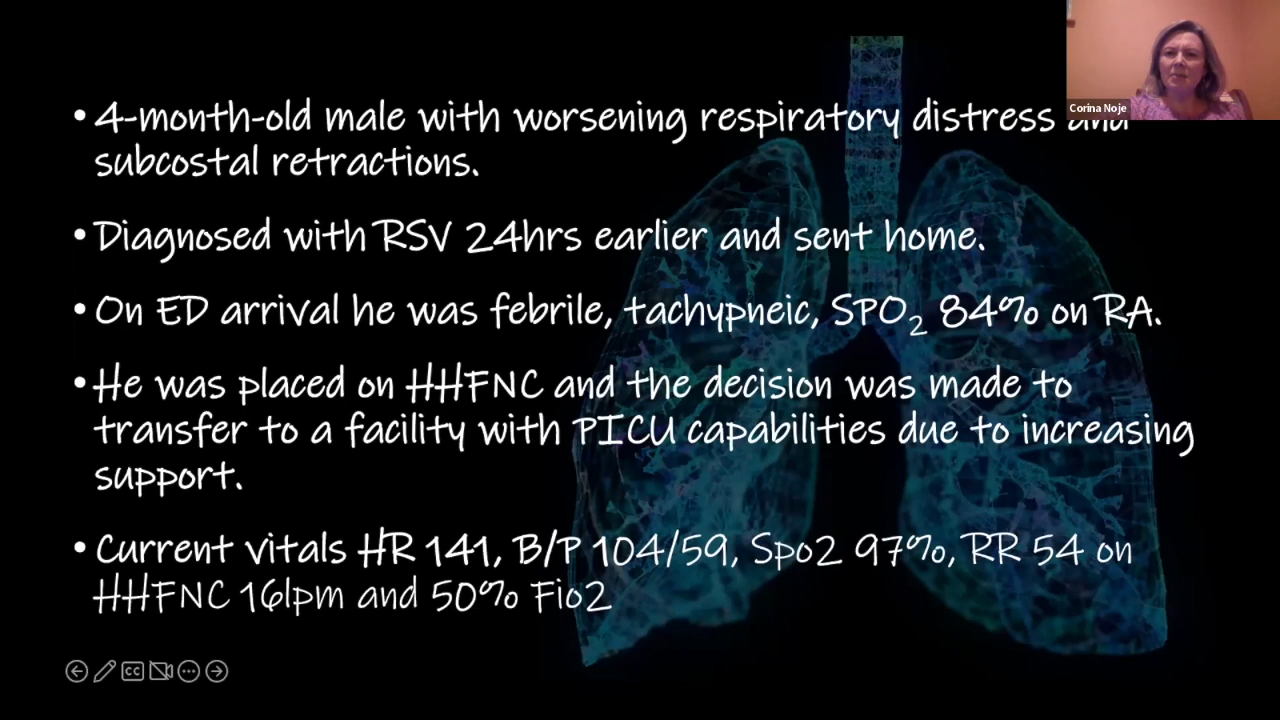 Corina Noje
• 4-month-old male with worsening respiratory distress and
subcostal retractions.
• Diagnosed with RSV 24hrs earlier and sent home.
• On ED arrival he was febrile, tachypneic, SPO2 84% on RA.
• He was placed on HHFNC and the decision was made to
transfer to a facility with PICU capabilities due to increasing
support.
• Current vitals HR 141, B/P 104/59, Spo2 97%, RR 54 on
HHFNC 16lpm and 50% Fio2
CC